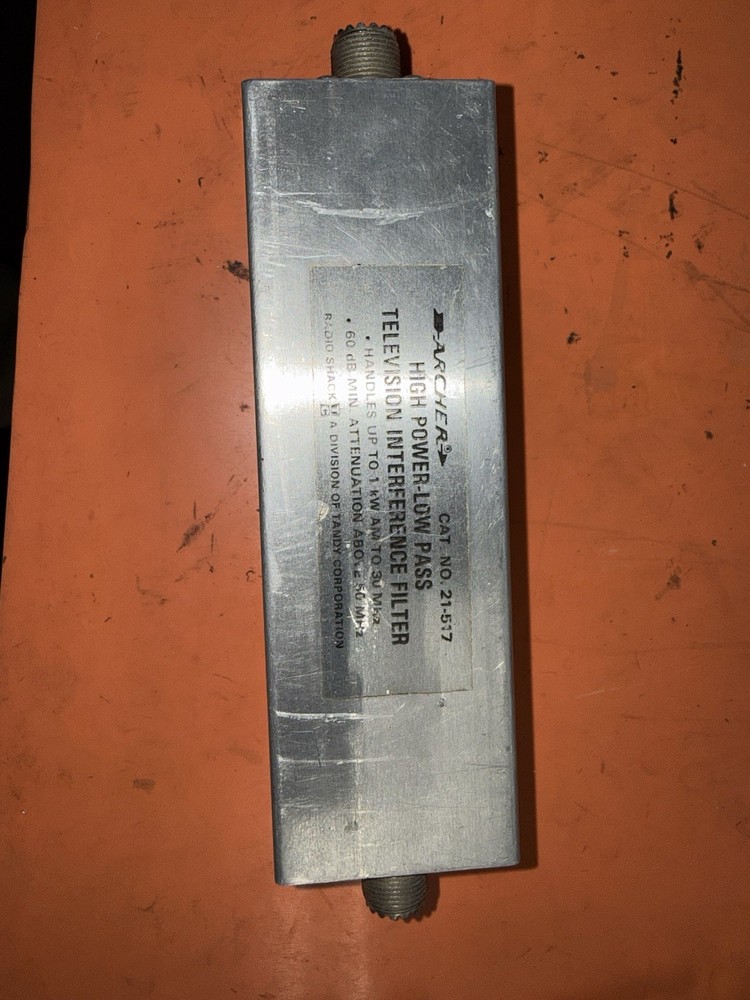 ARCHER® CAT. NO. 21-517
HIGH POWER-LOW PASS
TELEVISION INTERFERENCE FILTER
• HANDLES UP TO 1 kW AM TO 30 Mhz
• 60 dB MIN. ATTENUATION ABOVE 50 MHz
RADIO SHACK A DIVISION OF TANDY CORPORATION